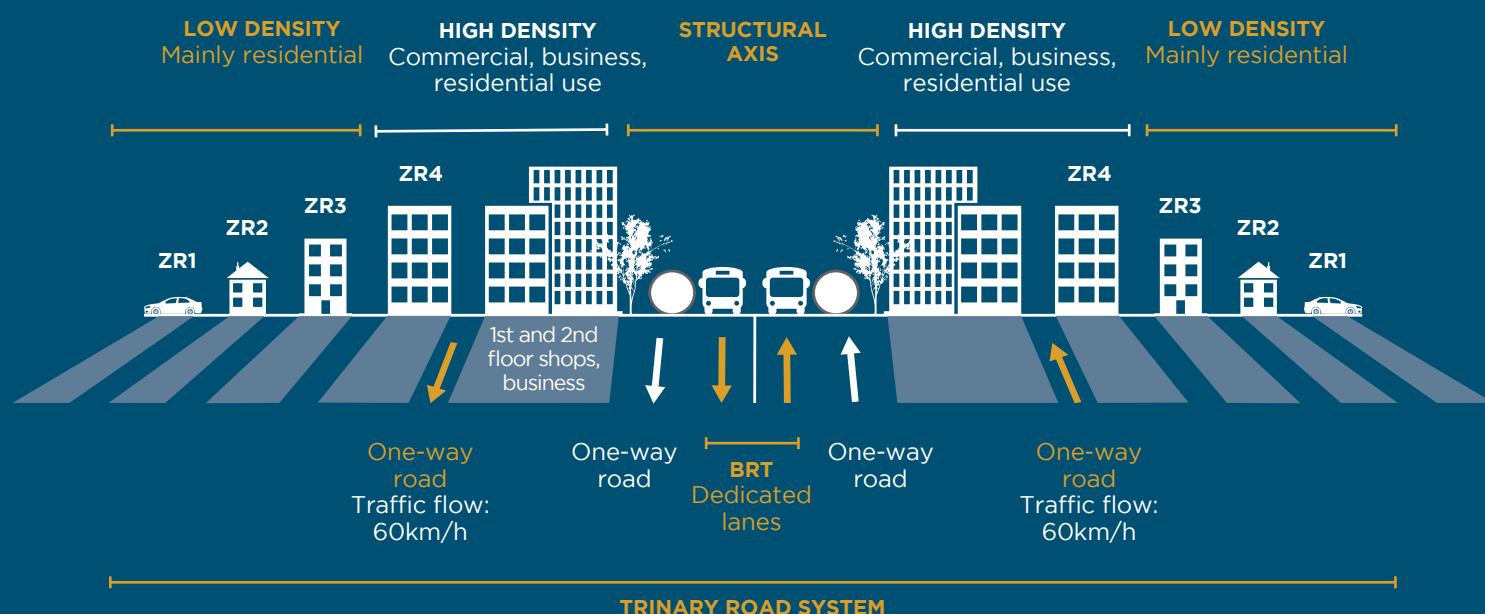 LOW DENSITY
Mainly residential
HIGH DENSITY
Commercial, business,
residential use
STRUCTURAL
AXIS
HIGH DENSITY
Commercial, business,
residential use
LOW DENSITY
Mainly residential
ZR1
ZR2
ZR3
ZR4
ZR4
ZR3
ZR2
ZR1
1st and 2nd
floor shops,
business
One-way
road
Traffic flow:
60km/h
One-way
road
BRT
Dedicated
lanes
One-way
road
One-way
road
Traffic flow:
60km/h
TRINARY ROAD SYSTEM